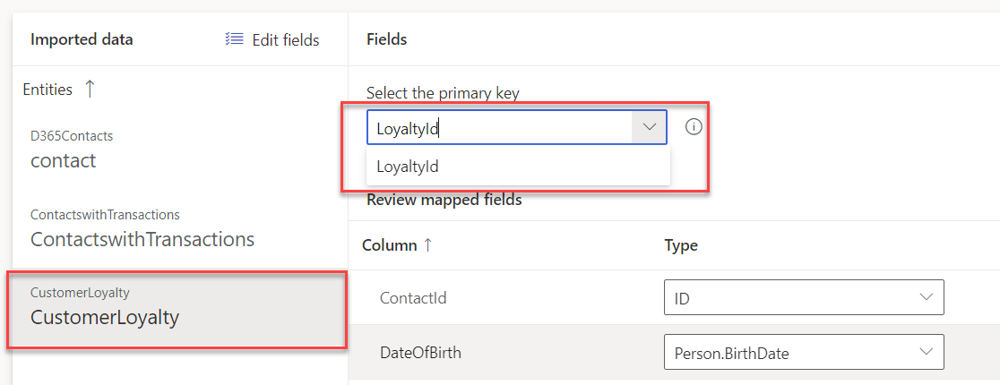 Imported data
Edit fields
Entities ↑
D365Contacts
contact
ContactswithTransactions
ContactswithTransactions
CustomerLoyalty
CustomerLoyalty
Fields
Select the primary key
LoyaltyId
LoyaltyId
Review mapped fields
Column ↑ Type
ContactId ID
DateOfBirth Person.BirthDate